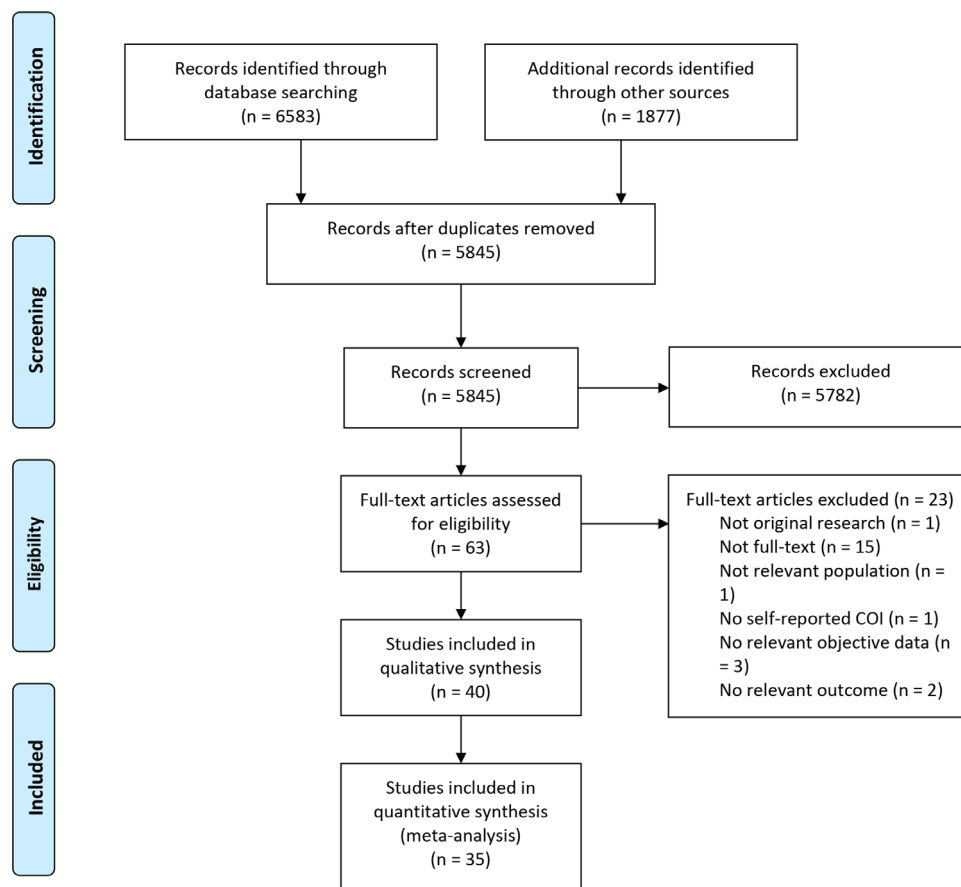 Identification
Records identified through
database searching
(n = 6583)
Additional records identified
through other sources
(n = 1877)
Records after duplicates removed
(n = 5845)
Screening
Records screened
(n = 5845)
Records excluded
(n = 5782)
Eligibility
Full-text articles assessed
for eligibility
(n = 63)
Full-text articles excluded (n = 23)
Not original research (n = 1)
Not full-text (n = 15)
Not relevant population (n =
1)
No self-reported COI (n = 1)
No relevant objective data (n
= 3)
No relevant outcome (n = 2)
Studies included in
qualitative synthesis
(n = 40)
Included
Studies included in
quantitative synthesis
(meta-analysis)
(n = 35)